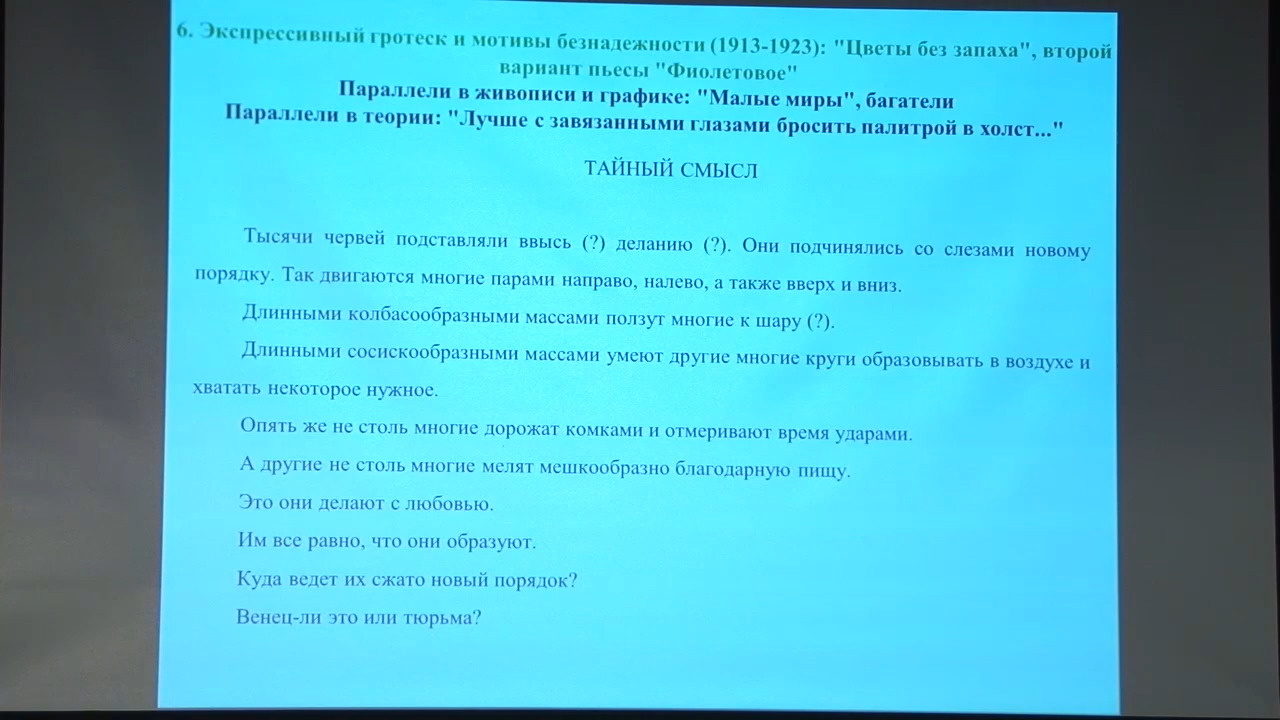 6. Экспрессивный гротеск и мотивы безнадежности (1913-1923): "Цветы без запаха", второй
вариант пьесы "Фиолетовое"
Параллели в живописи и графике: "Малые миры", багатели
Параллели в теории: "Лучше с завязанными глазами бросить палитрой в холст..."
ТАЙНЫЙ СМЫСЛ
Тысячи червей подставляли ввысь (?) деланию (?). Они подчинялись со слезами новому
порядку. Так двигаются многие парами направо, налево, а также вверх и вниз.
Длинными колбасообразными массами ползут многие к шару (?).
Длинными сосискообразными массами умеют другие многие круги образовывать в воздухе и
хватать некоторое нужное.
Опять же не столь многие дорожат комками и отмеривают время ударами.
А другие не столь многие мелят мешкообразно благодарную пищу.
Это они делают с любовью.
Им все равно, что они образуют.
Куда ведет их сжато новый порядок?
Венец-ли это или тюрьма?